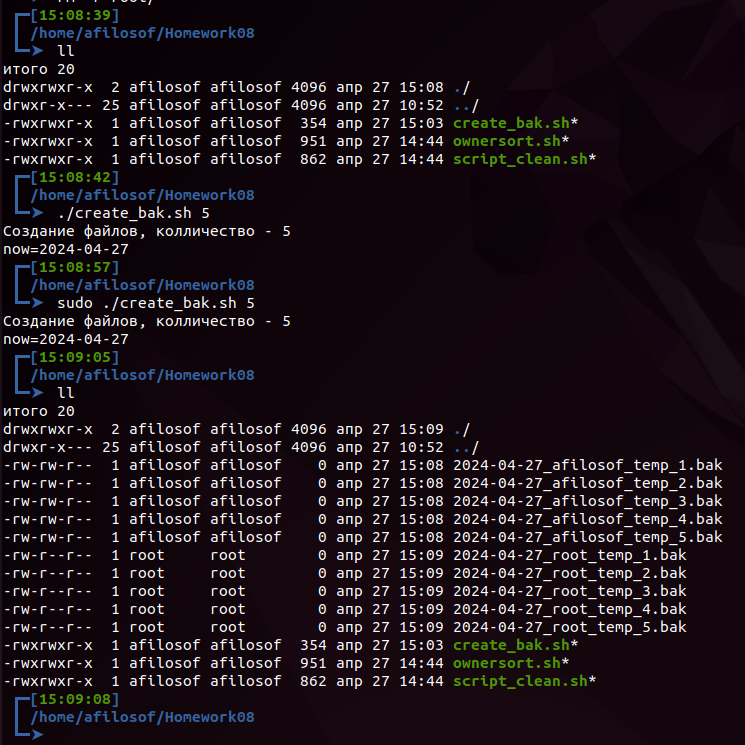 [15:08:39]
/home/afilosof/Homework08
ll
итого 20
drwxrwxr-x  2 afilosof afilosof 4096 апр 27 15:08 ./
drwxr-x--- 25 afilosof afilosof 4096 апр 27 10:52 ../
-rwxrwxr-x  1 afilosof afilosof  354 апр 27 15:03 create_bak.sh*
-rwxrwxr-x  1 afilosof afilosof  951 апр 27 14:44 ownersort.sh*
-rwxrwxr-x  1 afilosof afilosof  862 апр 27 14:44 script_clean.sh*
[15:08:42]
/home/afilosof/Homework08
./create_bak.sh 5
Создание файлов, колличество - 5
now=2024-04-27
[15:08:57]
/home/afilosof/Homework08
sudo ./create_bak.sh 5
Создание файлов, колличество - 5
now=2024-04-27
[15:09:05]
/home/afilosof/Homework08
ll
итого 20
drwxrwxr-x  2 afilosof afilosof 4096 апр 27 15:09 ./
drwxr-x--- 25 afilosof afilosof 4096 апр 27 10:52 ../
-rw-rw-r--  1 afilosof afilosof    0 апр 27 15:08 2024-04-27_afilosof_temp_1.bak
-rw-rw-r--  1 afilosof afilosof    0 апр 27 15:08 2024-04-27_afilosof_temp_2.bak
-rw-rw-r--  1 afilosof afilosof    0 апр 27 15:08 2024-04-27_afilosof_temp_3.bak
-rw-rw-r--  1 afilosof afilosof    0 апр 27 15:08 2024-04-27_afilosof_temp_4.bak
-rw-rw-r--  1 afilosof afilosof    0 апр 27 15:08 2024-04-27_afilosof_temp_5.bak
-rw-r--r--  1 root     root        0 апр 27 15:09 2024-04-27_root_temp_1.bak
-rw-r--r--  1 root     root        0 апр 27 15:09 2024-04-27_root_temp_2.bak
-rw-r--r--  1 root     root        0 апр 27 15:09 2024-04-27_root_temp_3.bak
-rw-r--r--  1 root     root        0 апр 27 15:09 2024-04-27_root_temp_4.bak
-rw-r--r--  1 root     root        0 апр 27 15:09 2024-04-27_root_temp_5.bak
-rwxrwxr-x  1 afilosof afilosof  354 апр 27 15:03 create_bak.sh*
-rwxrwxr-x  1 afilosof afilosof  951 апр 27 14:44 ownersort.sh*
-rwxrwxr-x  1 afilosof afilosof  862 апр 27 14:44 script_clean.sh*
[15:09:08]
/home/afilosof/Homework08